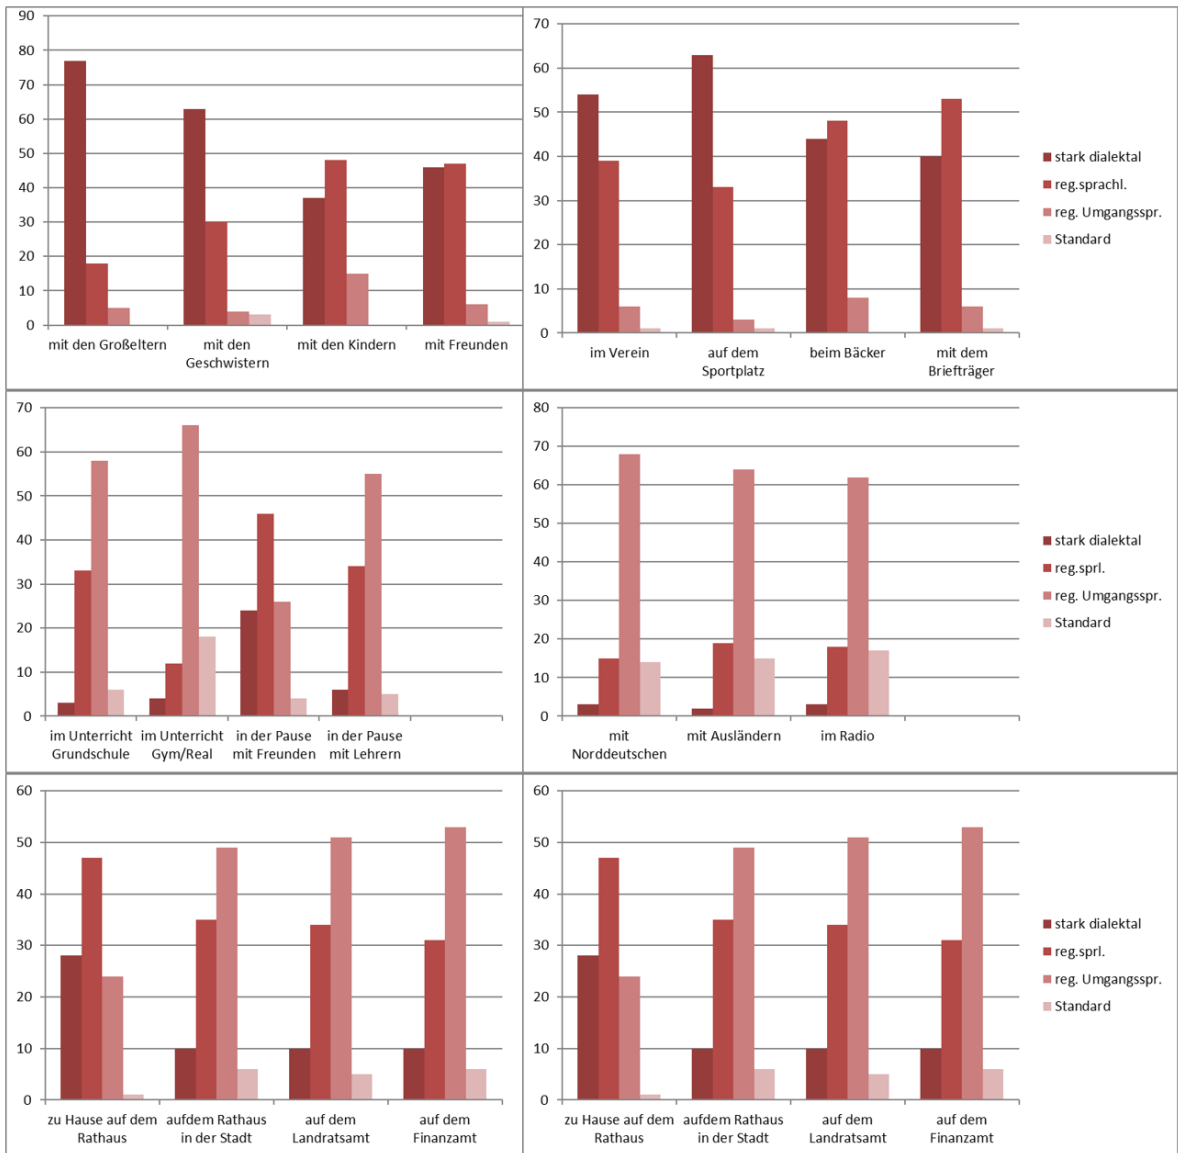 90
80
70
60
50
40
30
20
10
0
mit den Großeltern
mit den
Geschwistern
mit den Kindern
mit Freunden
70
60
50
40
30
20
10
0
im Verein
auf dem
Sportplatz
beim Bäcker
mit dem
Briefträger
stark dialektal
reg.sprachl.
reg. Umgangsspr.
Standard
70
60
50
40
30
20
10
0
im Unterricht
Grundschule
im Unterricht
Gym/Real
in der Pause
mit Freunden
in der Pause
mit Lehrern
80
70
60
50
40
30
20
10
0
mit
Norddeutschen
mit Ausländern
im Radio
stark dialektal
reg.sprl.
reg. Umgangsspr.
Standard
60
50
40
30
20
10
0
zu Hause auf dem
Rathaus
aufdem Rathaus
in der Stadt
auf dem
Landratsamt
auf dem
Finanzamt
60
50
40
30
20
10
0
zu Hause auf dem
Rathaus
aufdem Rathaus
in der Stadt
auf dem
Landratsamt
auf dem
Finanzamt
stark dialektal
reg.sprl.
reg. Umgangsspr.
Standard